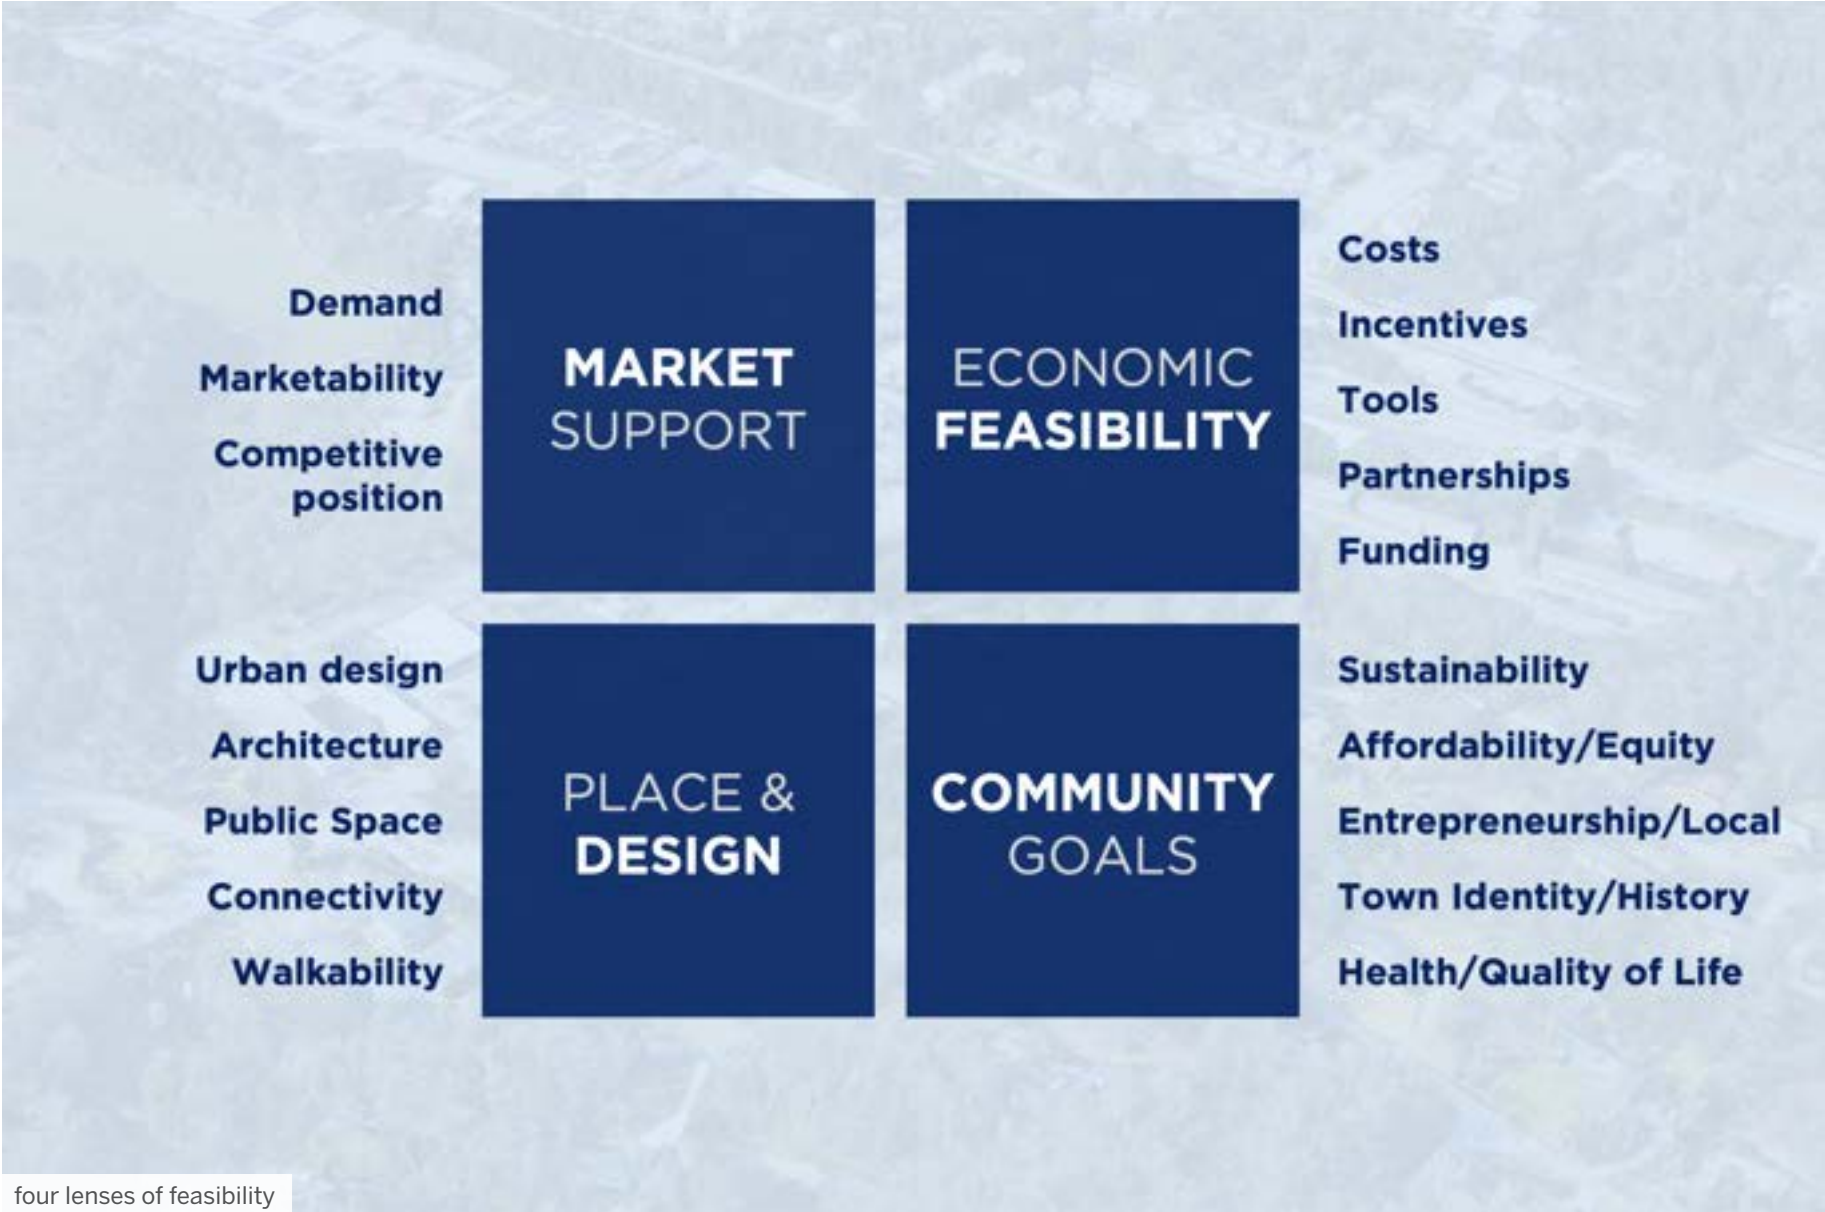 Demand
Marketability
Competitive
position
MARKET
SUPPORT
ECONOMIC
FEASIBILITY
Costs
Incentives
Tools
Partnerships
Funding
Urban design
Architecture
Public Space
Connectivity
Walkability
PLACE &
DESIGN
COMMUNITY
GOALS
Sustainability
Affordability/Equity
Entrepreneurship/Local
Town Identity/History
Health/Quality of Life
four lenses of feasibility